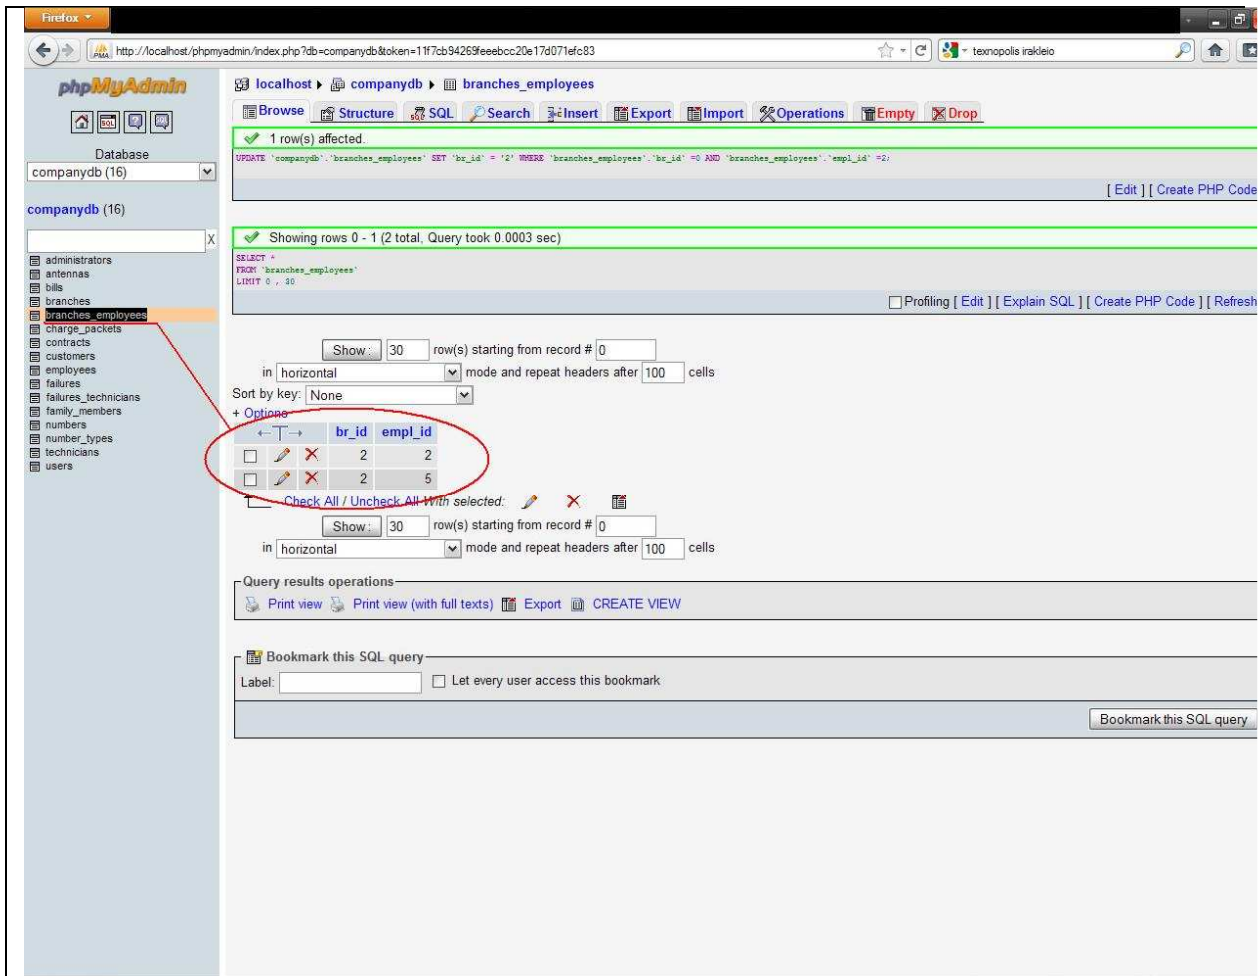 Firefox
http://localhost/phpmyadmin/index.php?db=companydb&token=11f7cb94269feeebcc20e17d071efc83
texnopolis irakleio
phpMyAdmin
Database
companydb (16)
companydb (16)
X
administrators
antennas
bills
branches
branches_employees
charge_packets
contracts
customers
employees
failures
failures_technicians
family_members
numbers
number_types
technicians
users
localhost companydb branches_employees
Browse Structure SQL Search Insert Export Import Operations Empty Drop
1 row(s) affected.
UPDATE `companydb`.`branches_employees` SET `br_id` = '2' WHERE `branches_employees`.`br_id` =0 AND `branches_employees`.`empl_id` =2;
[ Edit ] [ Create PHP Code
Showing rows 0 - 1 (2 total, Query took 0.0003 sec)
SELECT *
FROM `branches_employees`
LIMIT 0 , 30
Profiling [ Edit ] [ Explain SQL ] [ Create PHP Code ] [ Refresh
Show : 30 row(s) starting from record # 0
in horizontal mode and repeat headers after 100 cells
Sort by key: None
+ Options
←T→ br_id empl_id
2 2
2 5
Check All / Uncheck All With selected:
Show : 30 row(s) starting from record # 0
in horizontal mode and repeat headers after 100 cells
Query results operations
Print view Print view (with full texts) Export CREATE VIEW
Bookmark this SQL query
Label: Let every user access this bookmark
Bookmark this SQL query